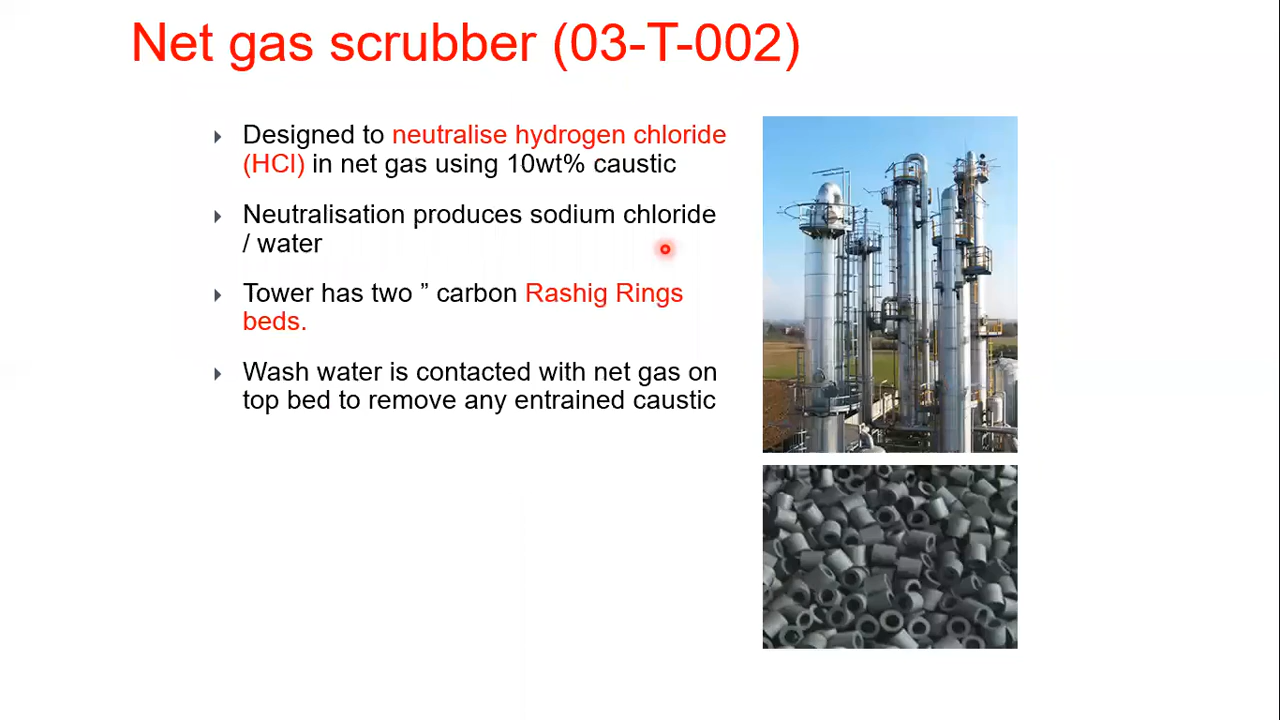 Net gas scrubber (03-T-002)
Designed to neutralise hydrogen chloride
(HCl) in net gas using 10wt% caustic
Neutralisation produces sodium chloride
/ water
Tower has two ” carbon Rashig Rings
beds.
Wash water is contacted with net gas on
top bed to remove any entrained caustic